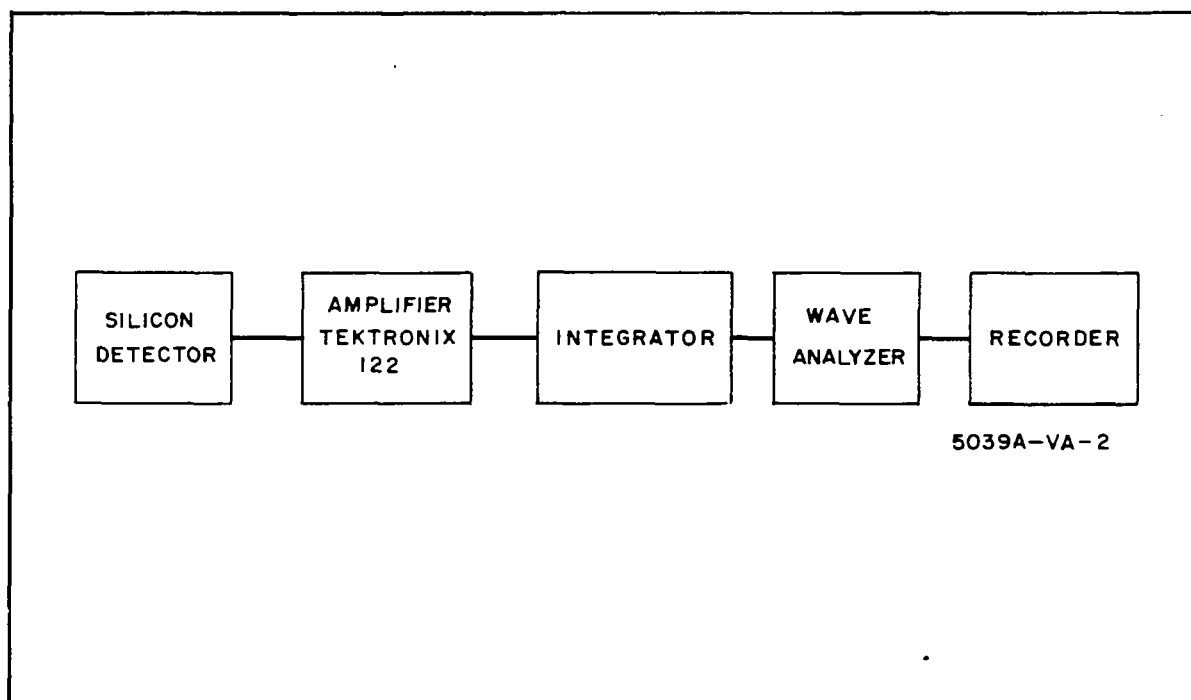 SILICON
DETECTOR
AMPLIFIER
TEKTRONIX
122
INTEGRATOR
WAVE
ANALYZER
RECORDER
5039A-VA-2